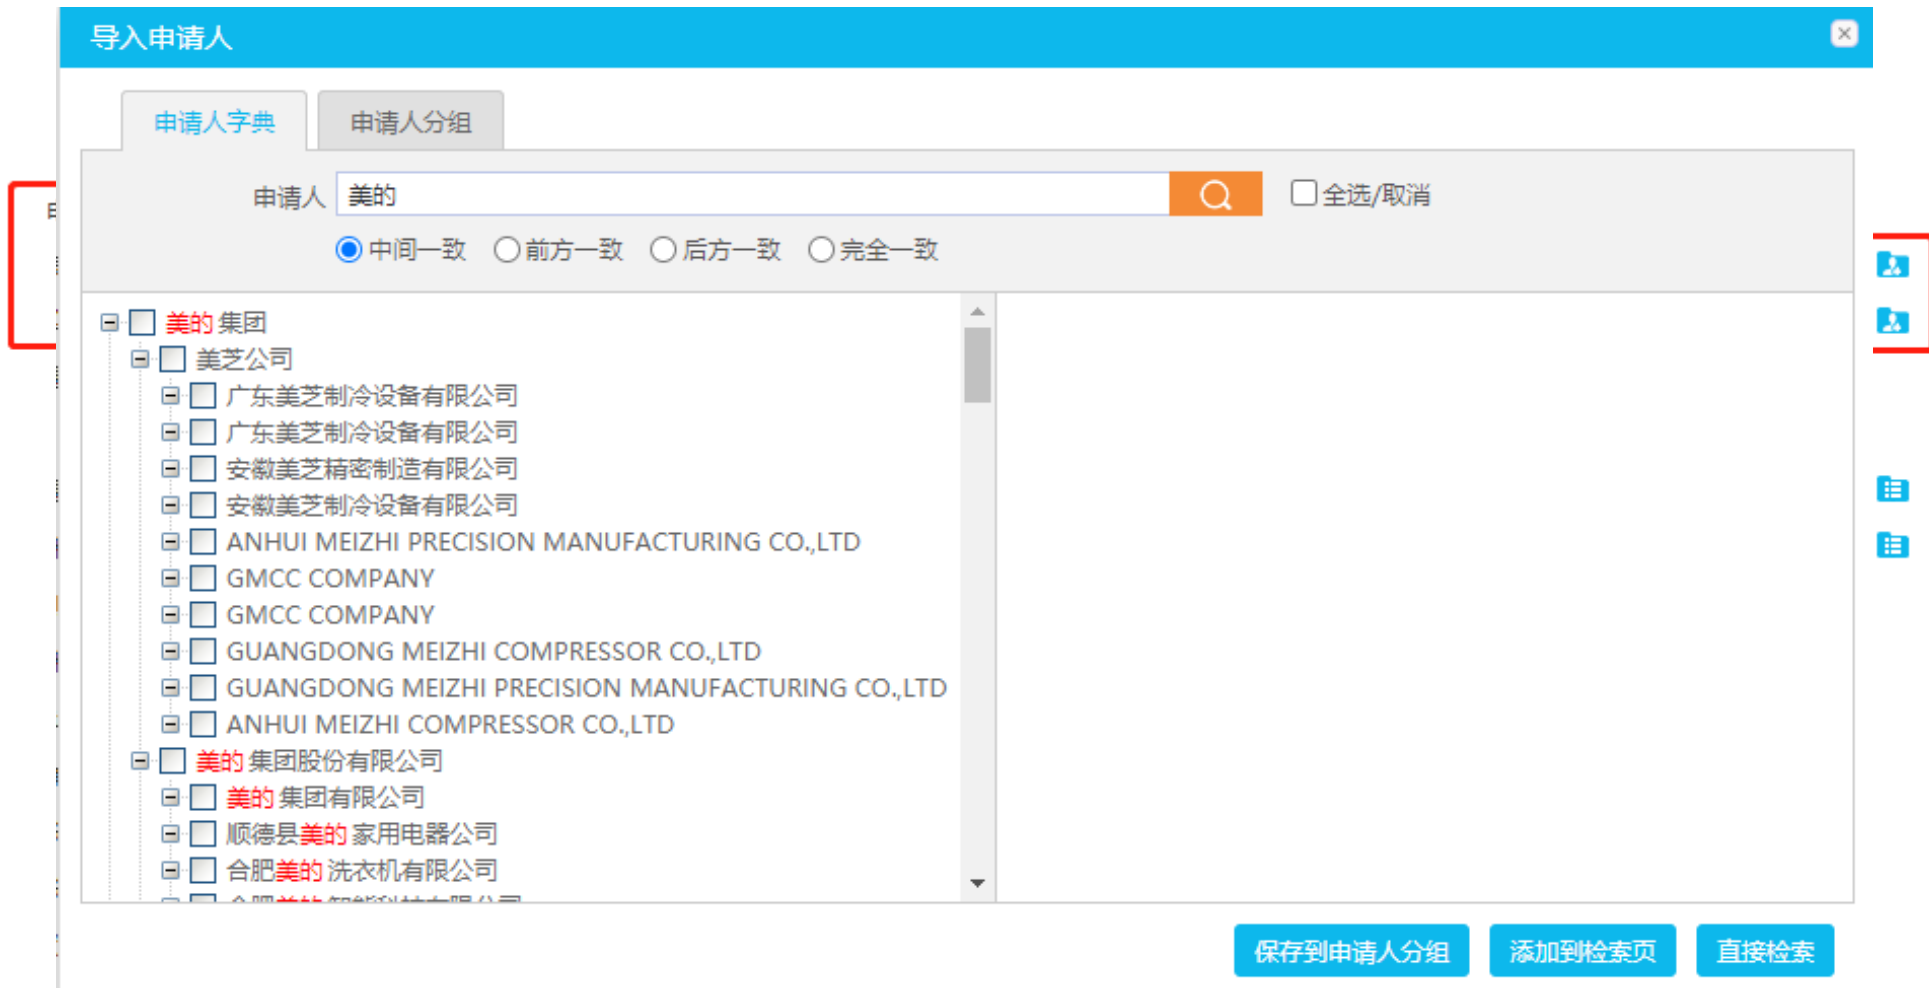 导入申请人
申请人字典 申请人分组
申请人 美的 全选/取消
中间一致 前方一致 后方一致 完全一致
美的集团
美芝公司
广东美芝制冷设备有限公司
广东美芝制冷设备有限公司
安徽美芝精密制造有限公司
安徽美芝制冷设备有限公司
ANHUI MEIZHI PRECISION MANUFACTURING CO.,LTD
GMCC COMPANY
GMCC COMPANY
GUANGDONG MEIZHI COMPRESSOR CO.,LTD
GUANGDONG MEIZHI PRECISION MANUFACTURING CO.,LTD
ANHUI MEIZHI COMPRESSOR CO.,LTD
美的集团股份有限公司
美的集团有限公司
顺德县美的家用电器公司
合肥美的洗衣机有限公司
保存到申请人分组 添加到检索页 直接检索